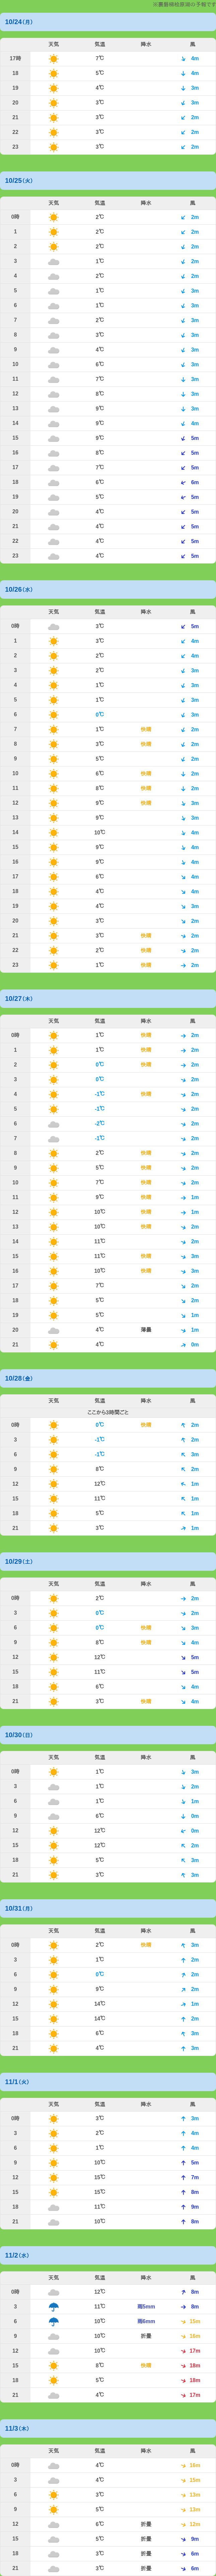 ※裏磐梯桧原湖の予報です
10/24(月)
天気 気温 降水 風
17時 7℃ 4m
18 5℃ 4m
19 4℃ 3m
20 3℃ 3m
21 3℃ 2m
22 3℃ 2m
23 3℃ 2m
10/25(火)
天気 気温 降水 風
0時 2℃ 2m
1 2℃ 2m
2 2℃ 2m
3 1℃ 2m
4 2℃ 2m
5 1℃ 3m
6 1℃ 3m
7 2℃ 3m
8 3℃ 3m
9 4℃ 3m
10 6℃ 3m
11 7℃ 3m
12 8℃ 3m
13 9℃ 3m
14 9℃ 4m
15 9℃ 5m
16 8℃ 5m
17 7℃ 5m
18 6℃ 6m
19 5℃ 5m
20 4℃ 5m
21 4℃ 5m
22 4℃ 5m
23 4℃ 5m
10/26(水)
天気 気温 降水 風
0時 3℃ 5m
1 3℃ 4m
2 2℃ 4m
3 2℃ 3m
4 1℃ 3m
5 1℃ 3m
6 0℃ 3m
7 1℃ 快晴 2m
8 3℃ 快晴 2m
9 5℃ 2m
10 6℃ 快晴 2m
11 8℃ 快晴 2m
12 9℃ 快晴 3m
13 9℃ 3m
14 10℃ 4m
15 9℃ 4m
16 9℃ 4m
17 6℃ 4m
18 4℃ 4m
19 4℃ 3m
20 3℃ 2m
21 3℃ 快晴 2m
22 2℃ 快晴 2m
23 1℃ 快晴 2m
10/27(木)
天気 気温 降水 風
0時 1℃ 快晴 2m
1 1℃ 快晴 2m
2 0℃ 快晴 2m
3 0℃ 2m
4 -1℃ 快晴 2m
5 -1℃ 2m
6 -2℃ 2m
7 -1℃ 2m
8 2℃ 快晴 2m
9 5℃ 快晴 2m
10 7℃ 快晴 2m
11 9℃ 快晴 1m
12 10℃ 快晴 1m
13 10℃ 快晴 2m
14 11℃ 2m
15 11℃ 快晴 3m
16 10℃ 快晴 3m
17 7℃ 2m
18 5℃ 2m
19 5℃ 1m
20 4℃ 薄曇 1m
21 4℃ 0m
10/28(金)
天気 気温 降水 風
ここから3時間ごと
0時 0℃ 快晴 2m
3 -1℃ 2m
6 -1℃ 3m
9 8℃ 2m
12 12℃ 1m
15 11℃ 1m
18 5℃ 1m
21 3℃ 1m
10/29(土)
天気 気温 降水 風
0時 2℃ 2m
3 0℃ 2m
6 0℃ 快晴 3m
9 8℃ 快晴 4m
12 12℃ 5m
15 11℃ 5m
18 6℃ 4m
21 3℃ 快晴 4m
10/30(日)
天気 気温 降水 風
0時 1℃ 3m
3 1℃ 2m
6 1℃ 1m
9 6℃ 0m
12 12℃ 0m
15 12℃ 2m
18 5℃ 3m
21 3℃ 3m
10/31(月)
天気 気温 降水 風
0時 2℃ 快晴 3m
3 1℃ 2m
6 0℃ 2m
9 9℃ 2m
12 14℃ 1m
15 14℃ 2m
18 6℃ 3m
21 4℃ 3m
11/1(火)
天気 気温 降水 風
0時 3℃ 3m
3 2℃ 4m
6 1℃ 4m
9 10℃ 5m
12 15℃ 7m
15 15℃ 8m
18 11℃ 9m
21 10℃ 8m
11/2(水)
天気 気温 降水 風
0時 12℃ 8m
3 11℃ 雨5mm 8m
6 10℃ 雨6mm 10m
9 10℃ 折曇 16m
12 10℃ 17m
15 8℃ 快晴 18m
18 5℃ 18m
21 4℃ 17m
11/3(木)
天気 気温 降水 風
0時 4℃ 16m
3 4℃ 15m
6 3℃ 13m
9 5℃ 13m
12 6℃ 折曇 12m
15 5℃ 折曇 9m
18 3℃ 折曇 6m
21 3℃ 折曇 6m